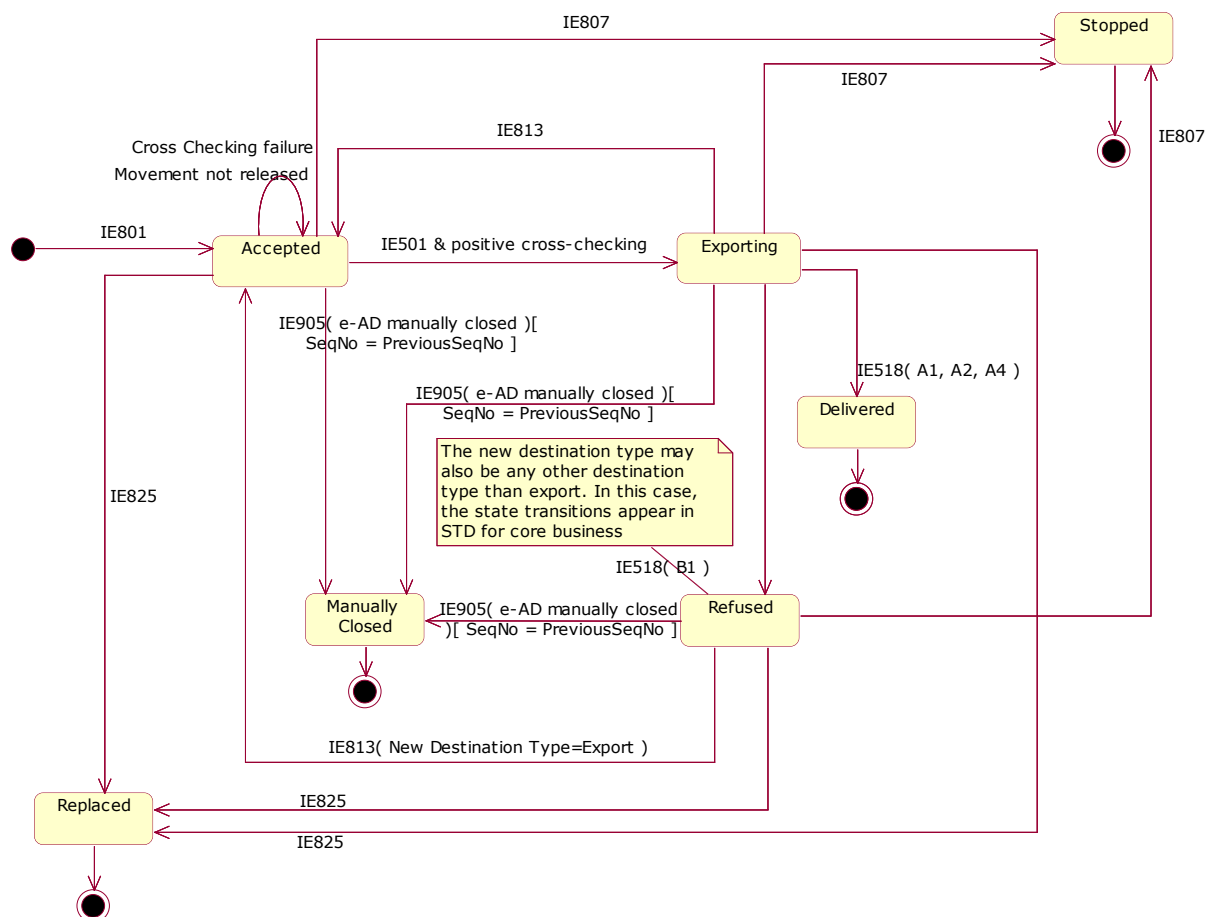 IE807
Stopped
IE807
IE813
IE807
Cross Checking failure
Movement not released
IE801
Accepted
IE501 & positive cross-checking
Exporting
IE905( e-AD manually closed )[
SeqNo = PreviousSeqNo ]
IE518( A1, A2, A4 )
IE905( e-AD manually closed )[
SeqNo = PreviousSeqNo ]
Delivered
The new destination type may
also be any other destination
type than export. In this case,
the state transitions appear in
STD for core business
IE825
IE518( B1 )
Manually
Closed
IE905( e-AD manually closed
)[ SeqNo = PreviousSeqNo ]
Refused
IE813( New Destination Type=Export )
Replaced
IE825
IE825